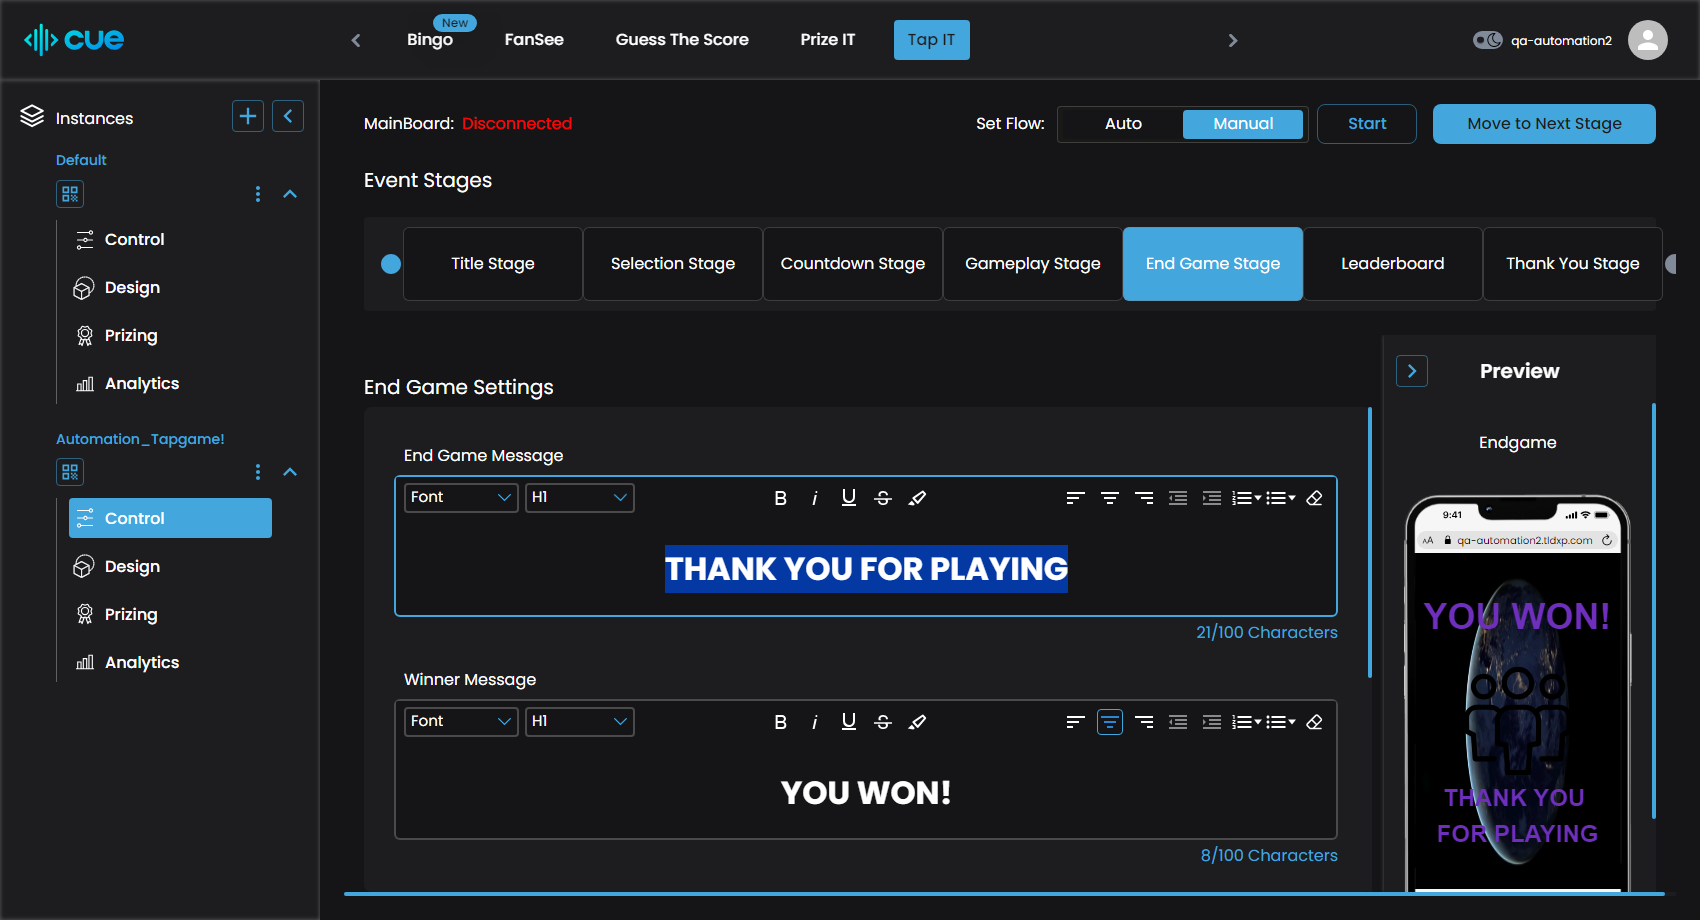 cue
New
Bingo
FanSee
Guess The Score
Prize IT
Tap IT
qa-automation2
Instances
Default
Control
Design
Prizing
Analytics
Automation_Tapgame!
Control
Design
Prizing
Analytics
MainBoard: Disconnected
Set Flow:
Auto
Manual
Start
Move to Next Stage
Event Stages
Title Stage
Selection Stage
Countdown Stage
Gameplay Stage
End Game Stage
Leaderboard
Thank You Stage
End Game Settings
End Game Message
Font
H1
B
i
U
S
THANK YOU FOR PLAYING
21/100 Characters
Winner Message
Font
H1
B
i
U
S
YOU WON!
8/100 Characters
Preview
Endgame
9:41
AA
qa-automation2.tldxp.com
YOU WON!
THANK YOU
FOR PLAYING